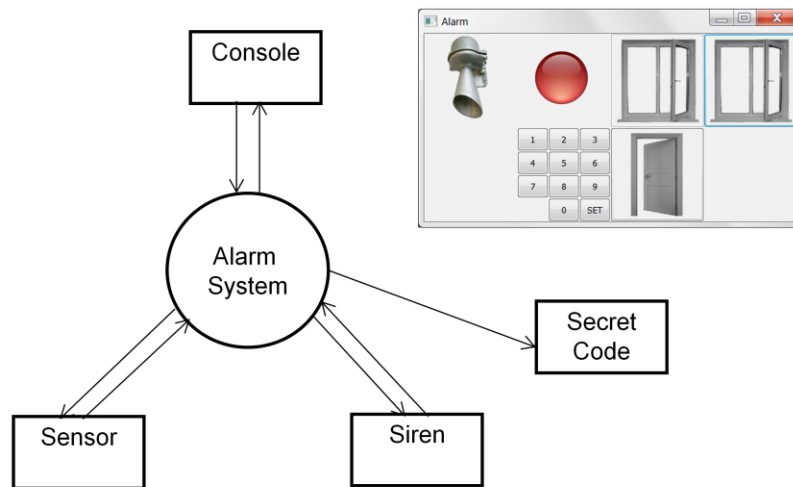 Console
Alarm
System
Sensor
Siren
Secret
Code
Alarm
1 2 3
4 5 6
7 8 9
0 SET